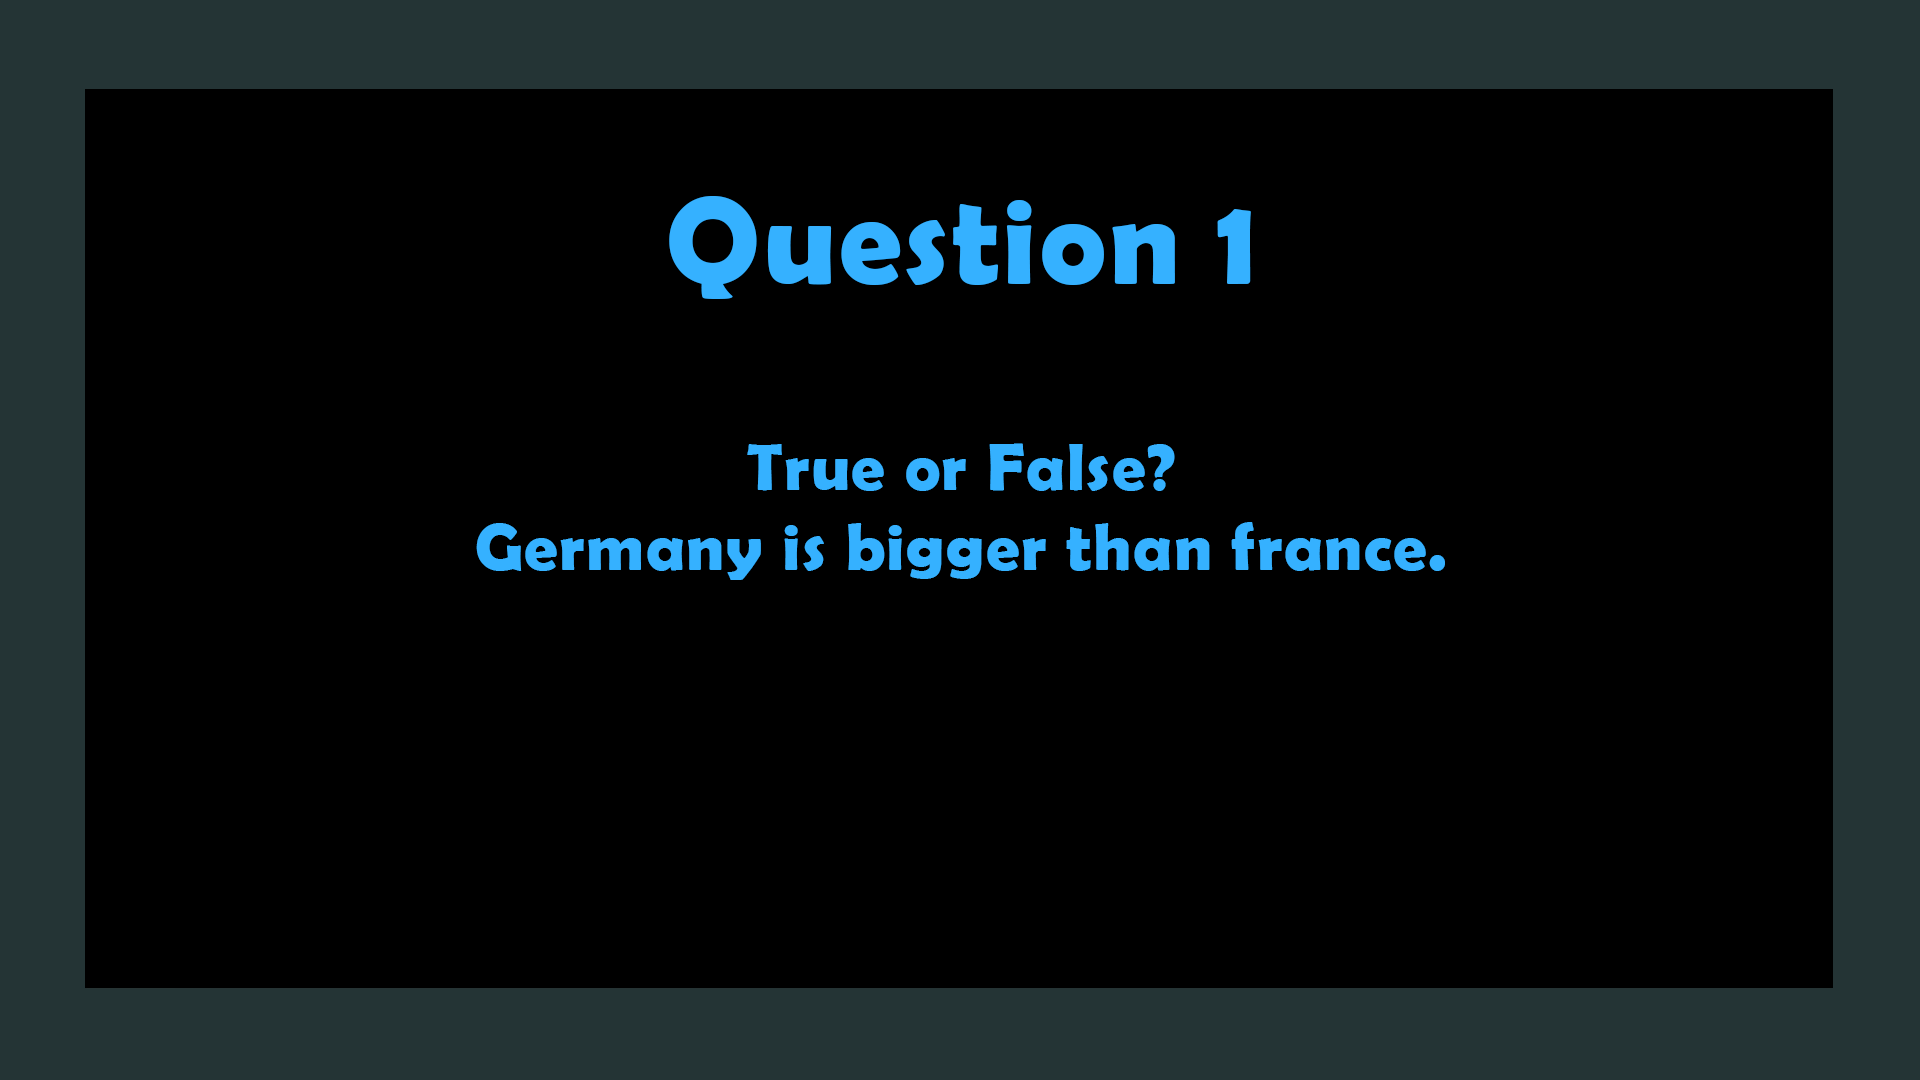 Question 1
True or False?
Germany is bigger than france.